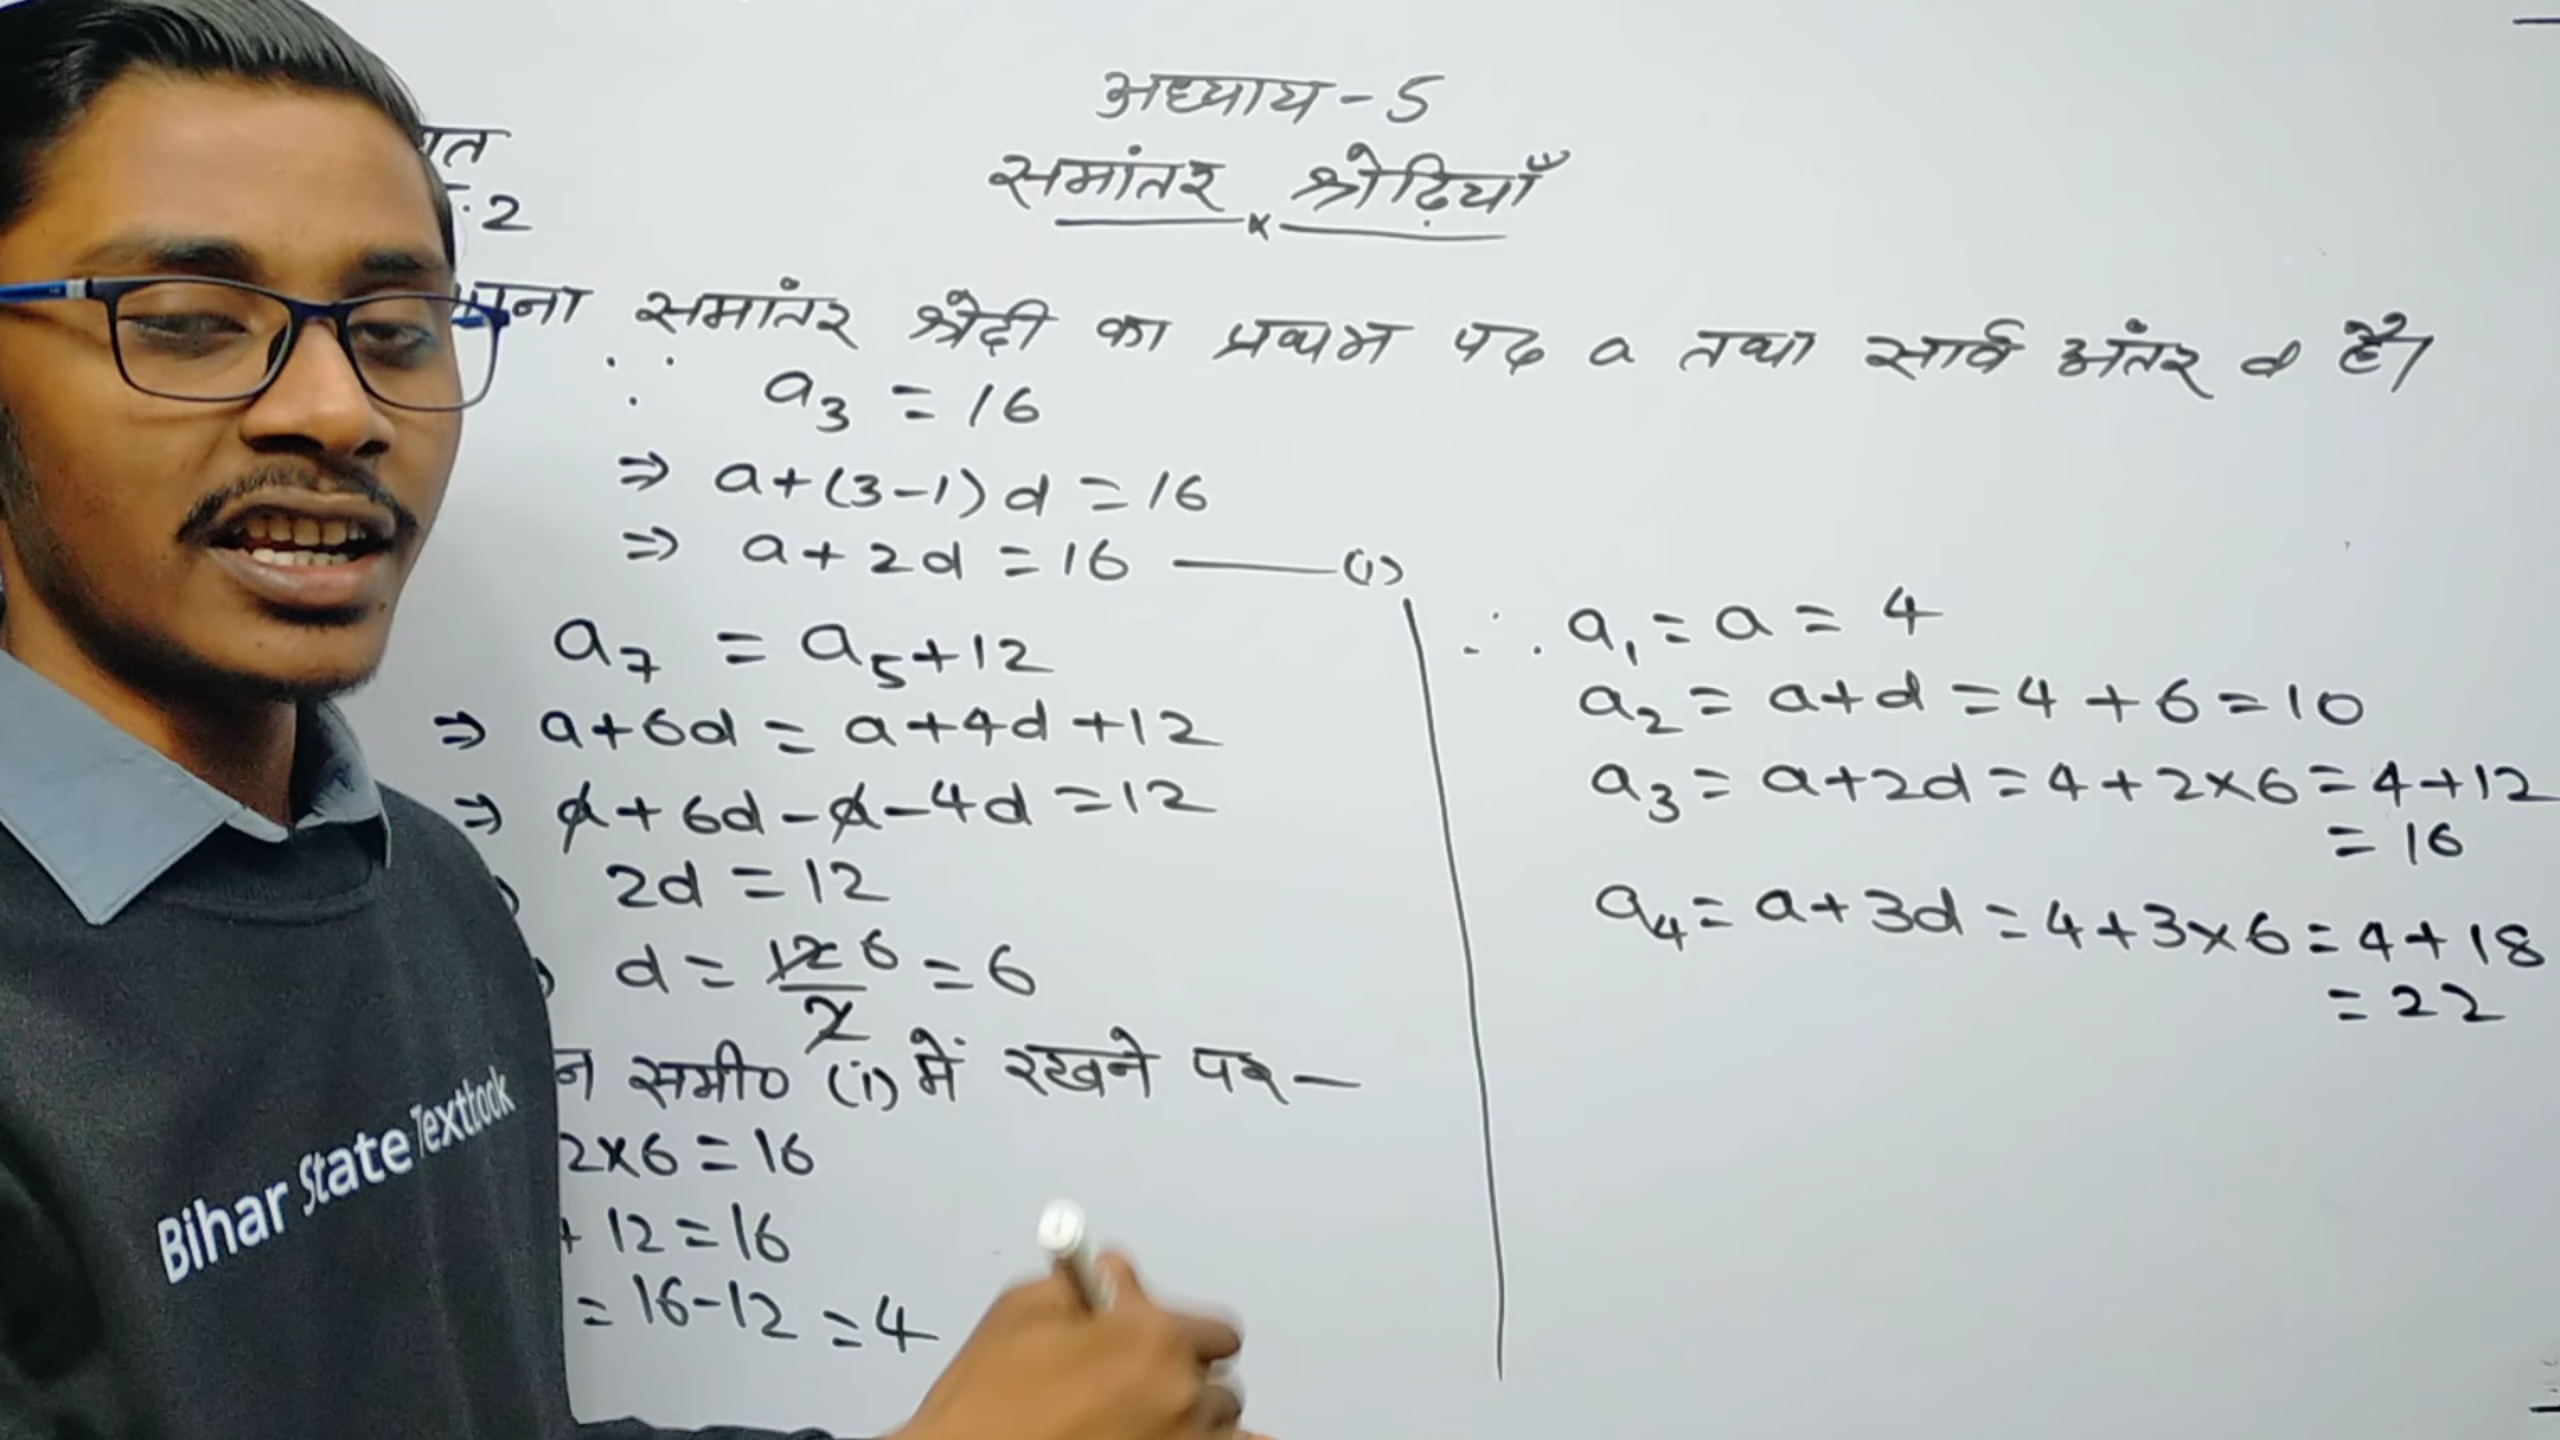 अध्याय-5
समांतर श्रेढ़ियाँ
.2
समांतर श्रेढी का प्रथम पद a तथा सार्व अंतर d है।
∵ a₃ = 16
⇒ a+(3-1)d = 16
⇒ a+2d = 16 ——(i)
a₇ = a₅+12
⇒ a+6d = a+4d+12
⇒ a+6d-a-4d = 12
2d = 12
d = 12/2 6 = 6
समी० (i) में रखने पर—
2×6 = 16
+ 12 = 16
= 16-12 = 4
∴ a₁ = a = 4
a₂ = a+d = 4+6 = 10
a₃ = a+2d = 4+2×6 = 4+12
= 16
a₄ = a+3d = 4+3×6 = 4+18
= 22
Bihar State Textbook